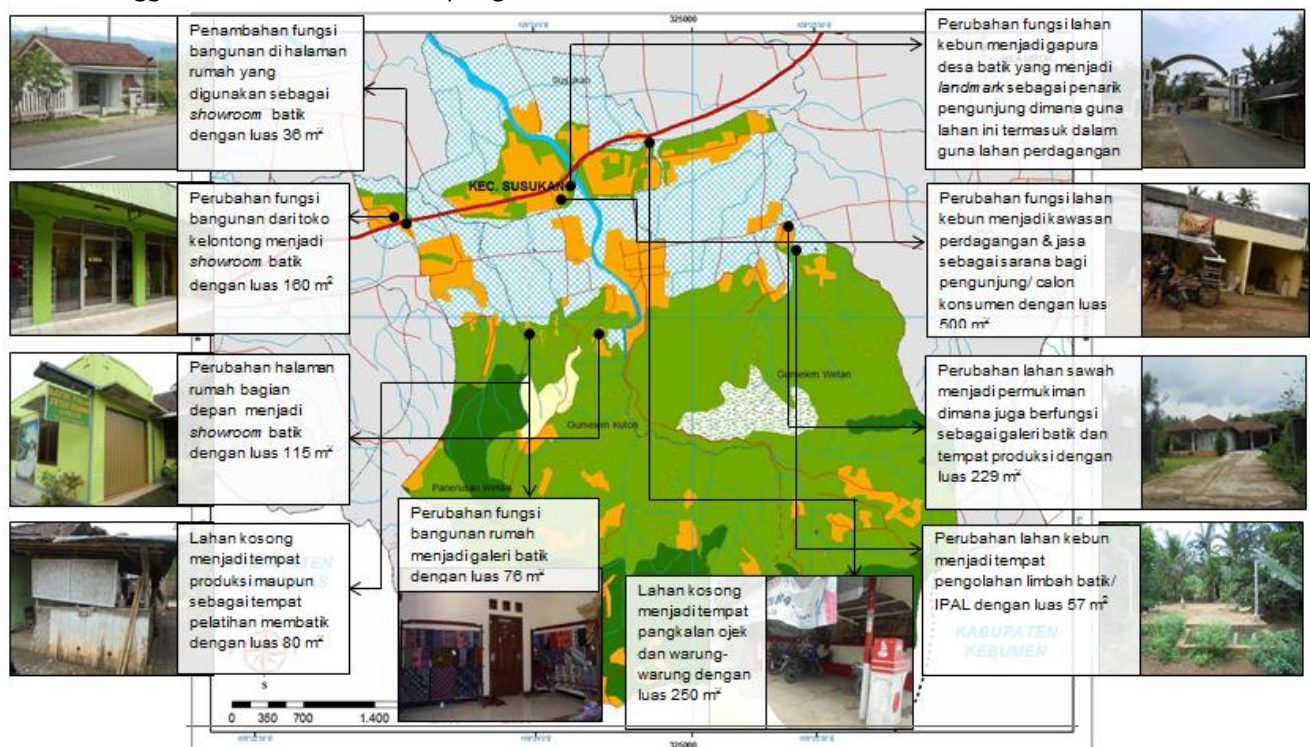 325000
Penambahan fungsi
bangunan di halaman
rumah yang
digunakan sebagai
showroom batik
dengan luas 36 m²
Perubahan fungsi
bangunan dari toko
kelontong menjadi
showroom batik
dengan luas 160 m²
Perubahan halaman
rumah bagian
depan menjadi
showroom batik
dengan luas 115 m²
Lahan kosong
menjadi tempat
produksi maupun
sebagai tempat
pelatihan membatik
dengan luas 80 m²
Susukan
KEC. SUSUKAN
Gumelem Wetan
Gumelem Kulon
Panerusan Wetan
Perubahan fungsi
bangunan rumah
menjadi galeri batik
dengan luas 76 m²
Lahan kosong
menjadi tempat
pangkalan ojek
dan warung-
warung dengan
luas 250 m²
Perubahan fungsi lahan
kebun menjadi gapura
desa batik yang menjadi
landmark sebagai penarik
pengunjung dimana guna
lahan ini termasuk dalam
guna lahan perdagangan
Perubahan fungsi lahan
kebun menjadi kawasan
perdagangan & jasa
sebagai sarana bagi
pengunjung/ calon
konsumen dengan luas
500 m²
Perubahan lahan sawah
menjadi permukiman
dimana juga berfungsi
sebagai galeri batik dan
tempat produksi dengan
luas 229 m²
Perubahan lahan kebun
menjadi tempat
pengolahan limbah batik/
IPAL dengan luas 57 m²
KABUPATEN
KEBUMEN
S
0 350 700 1.400
325000